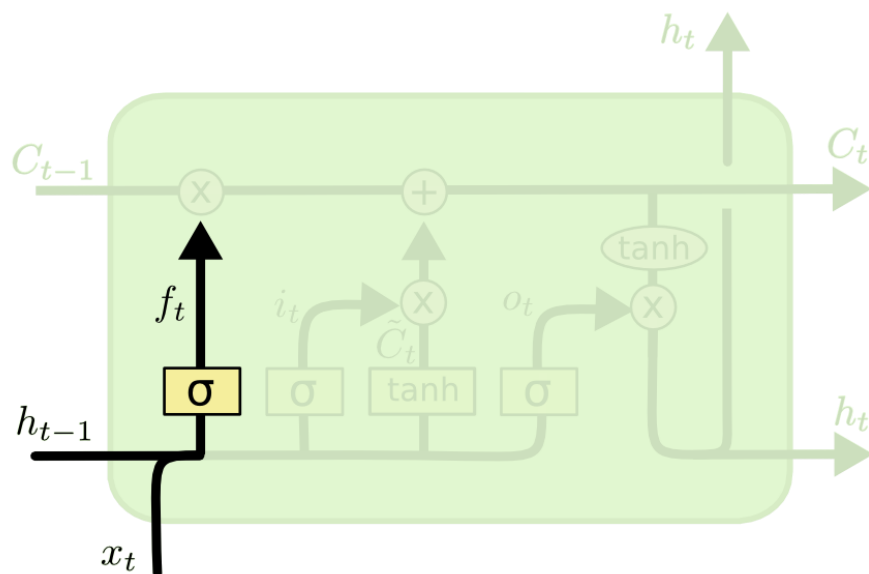 h_t
C_{t-1} C_t
x +
tanh
f_t i_t x o_t x
C̃_t
σ σ tanh σ
h_{t-1} h_t
x_t